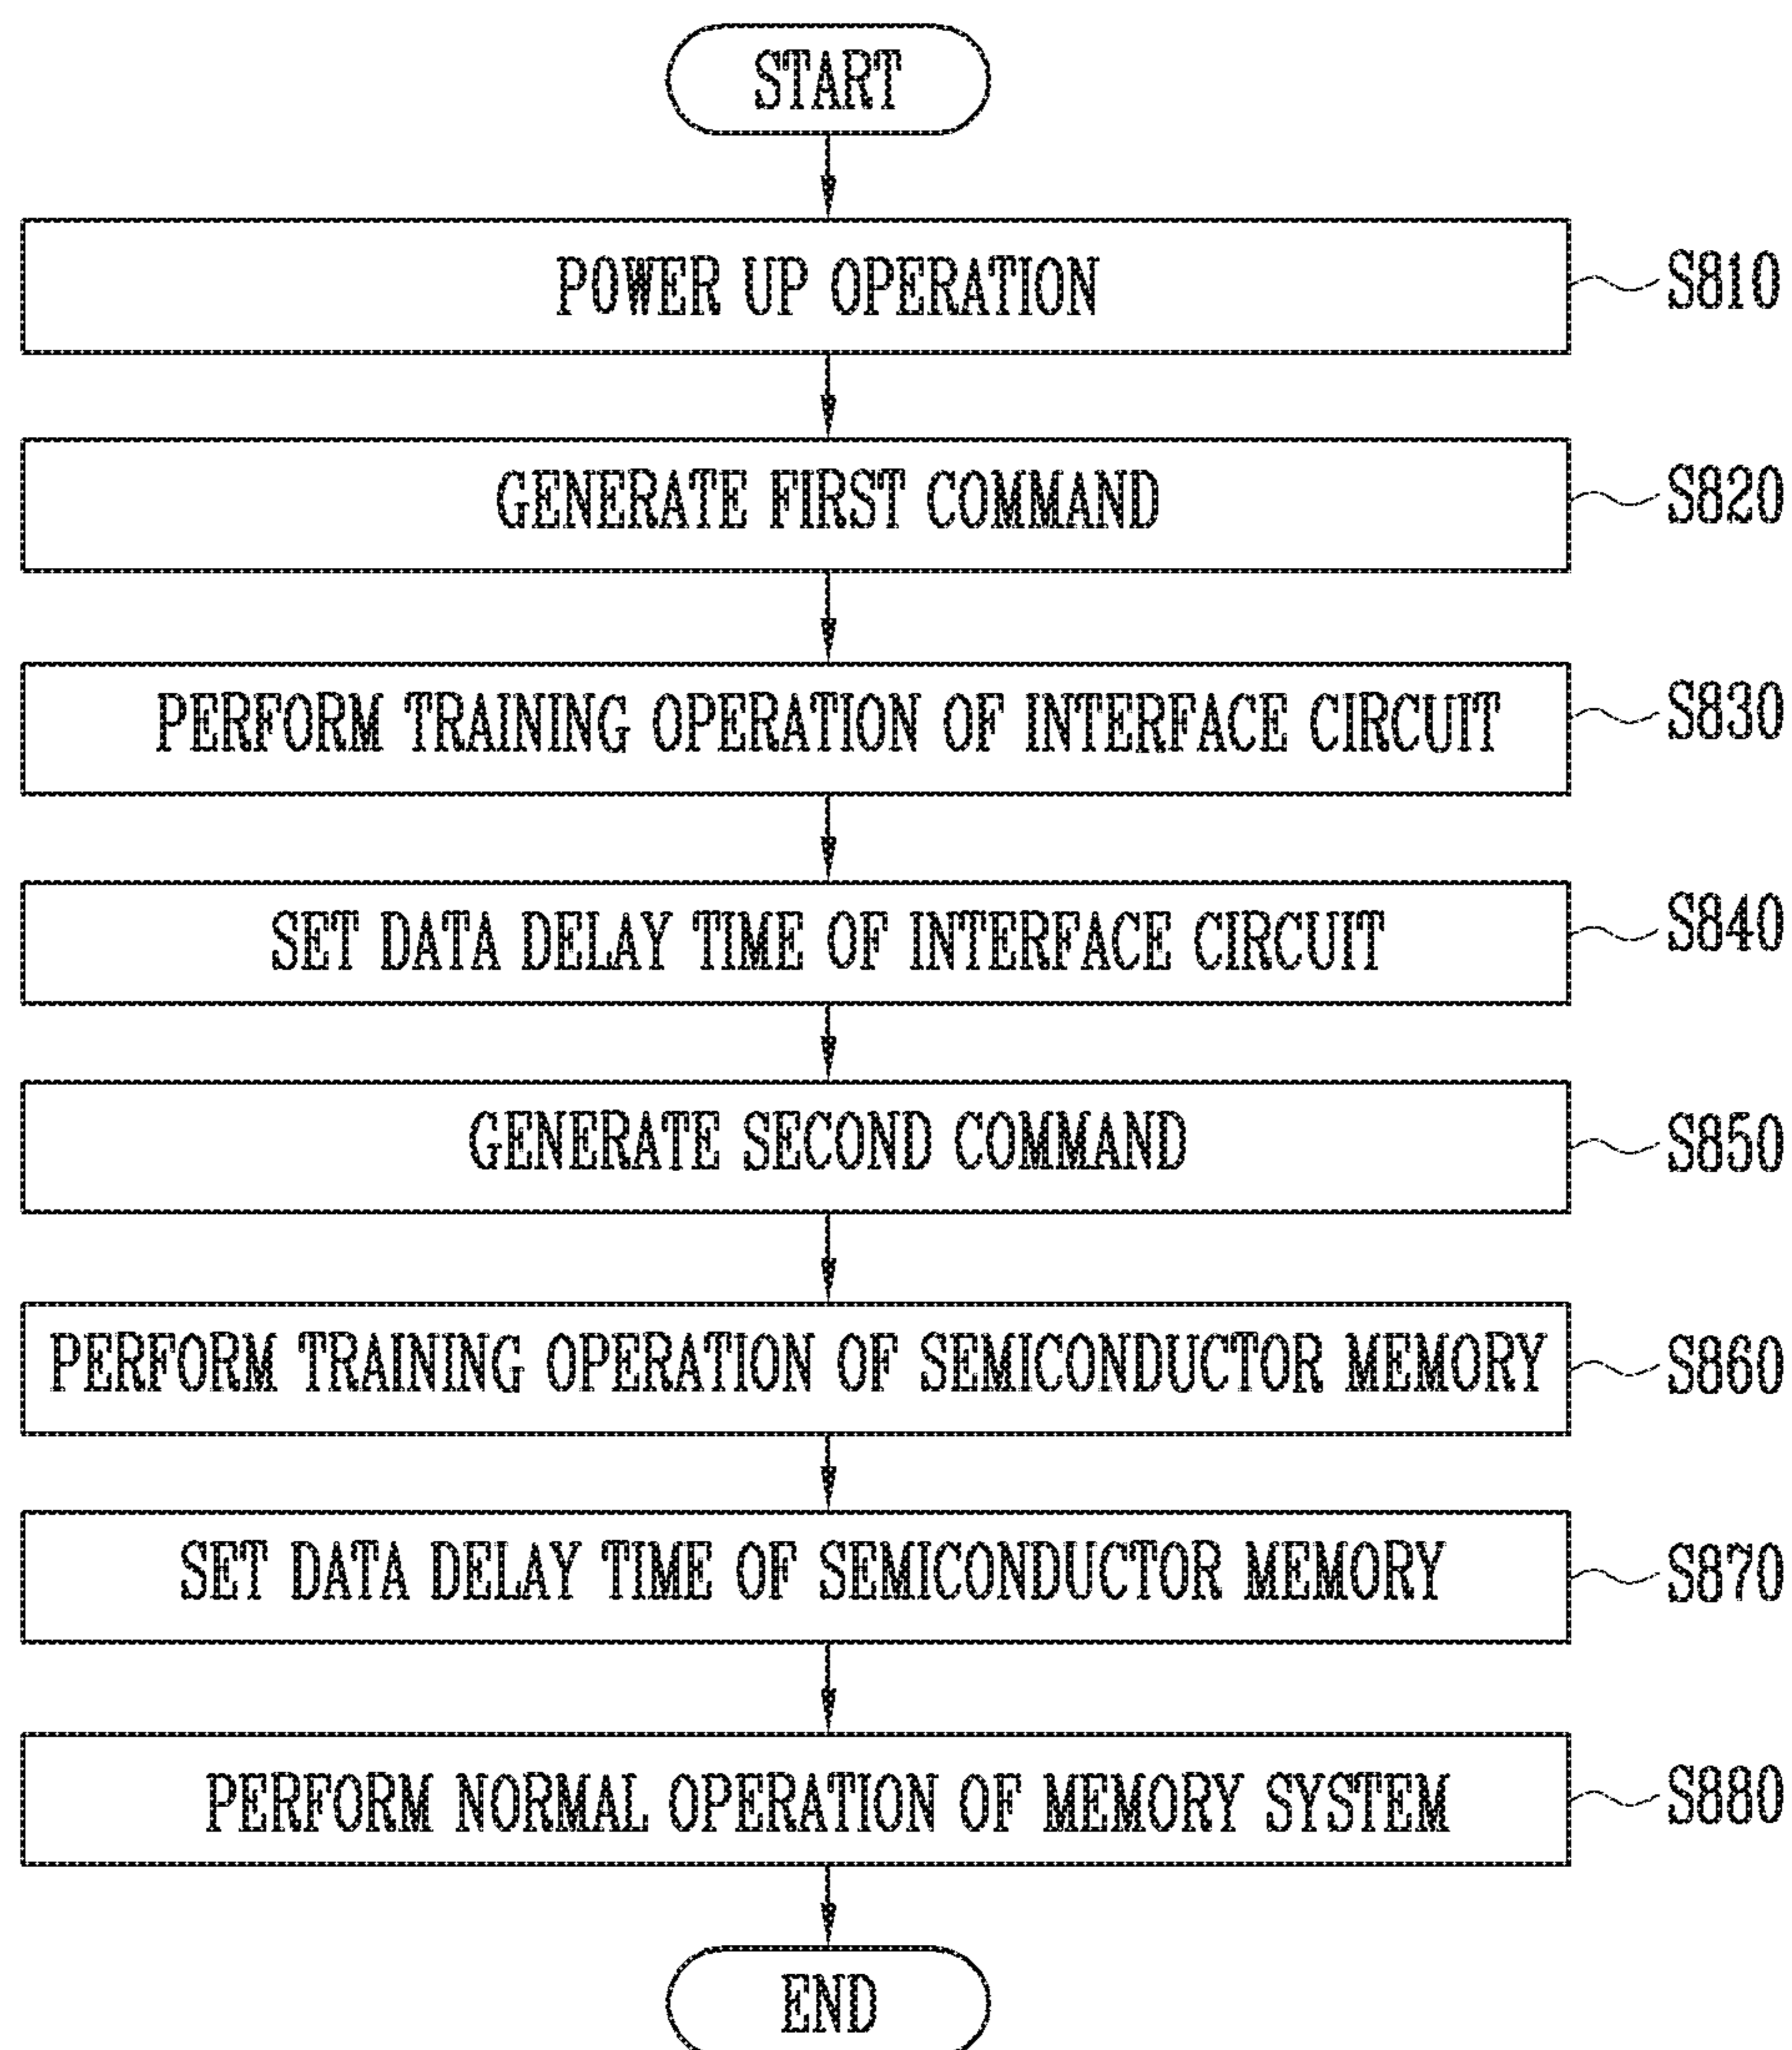 START
POWER UP OPERATION
S810
GENERATE FIRST COMMAND
S820
PERFORM TRAINING OPERATION OF INTERFACE CIRCUIT
S830
SET DATA DELAY TIME OF INTERFACE CIRCUIT
S840
GENERATE SECOND COMMAND
S850
PERFORM TRAINING OPERATION OF SEMICONDUCTOR MEMORY
S860
SET DATA DELAY TIME OF SEMICONDUCTOR MEMORY
S870
PERFORM NORMAL OPERATION OF MEMORY SYSTEM
S880
END